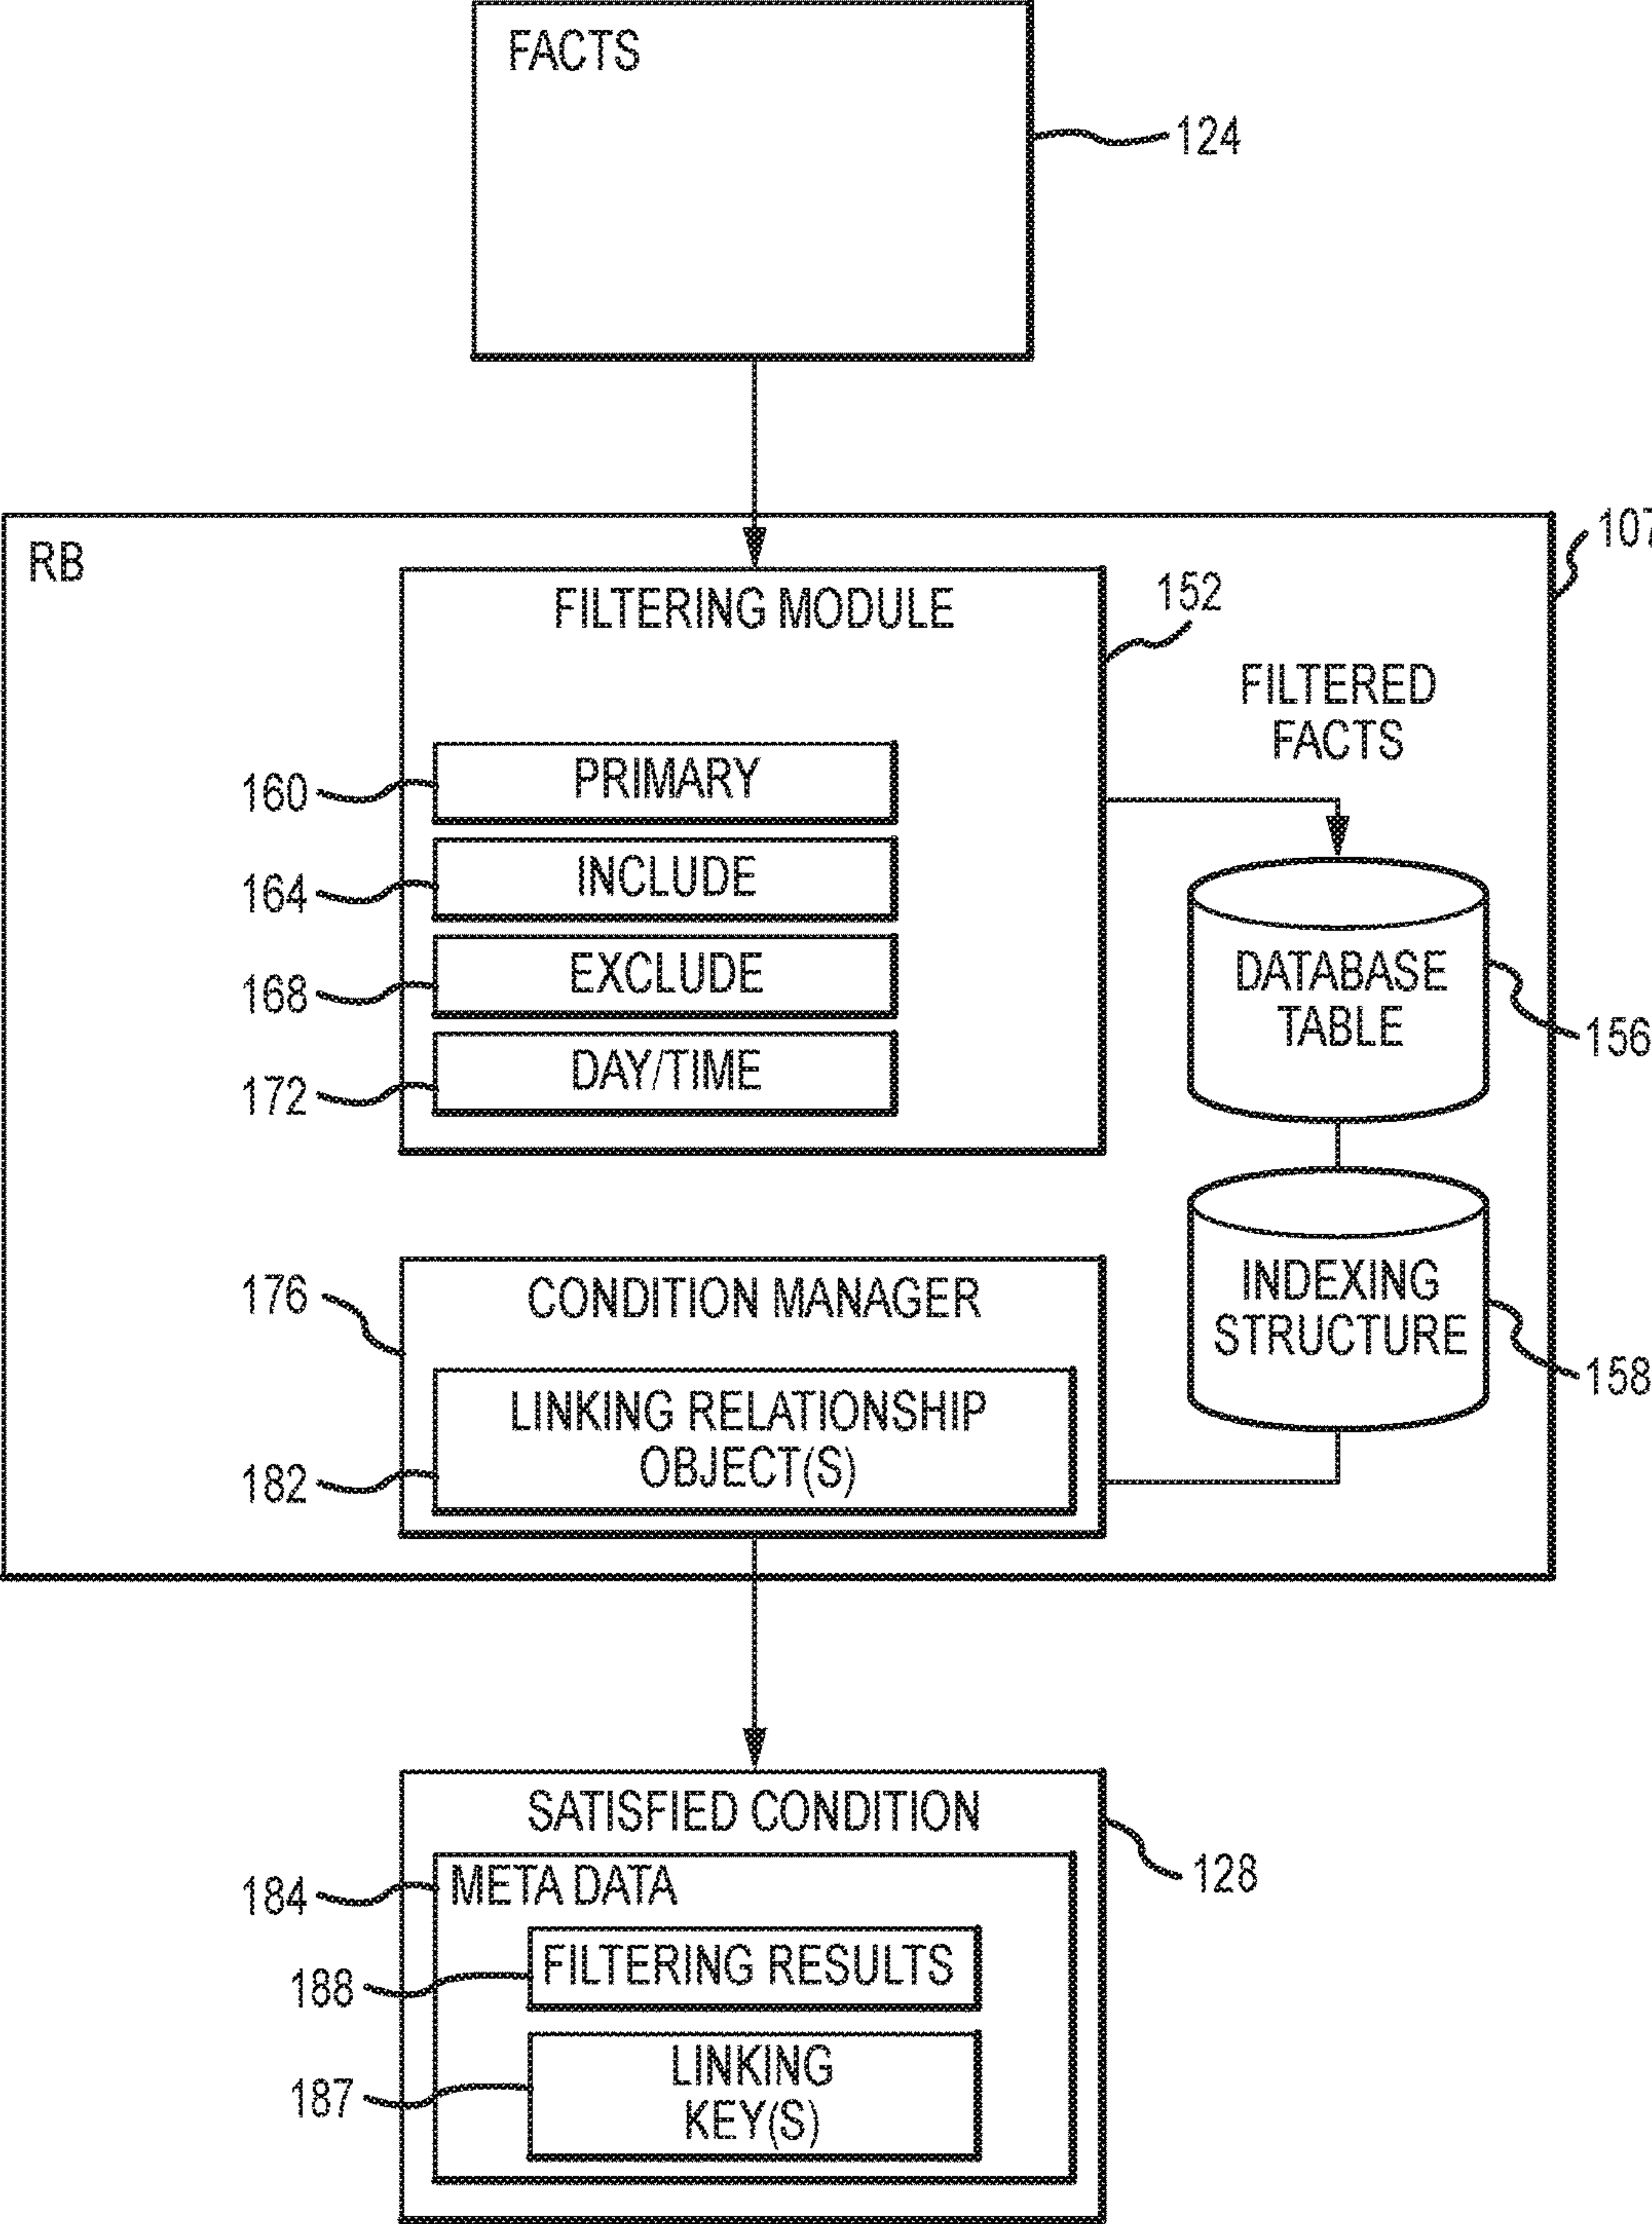 FACTS
124
RB
107
FILTERING MODULE
152
FILTERED
FACTS
160
PRIMARY
164
INCLUDE
168
EXCLUDE
172
DAY/TIME
DATABASE
TABLE
156
176
CONDITION MANAGER
INDEXING
STRUCTURE
158
LINKING RELATIONSHIP
OBJECT(S)
182
SATISFIED CONDITION
128
184
META DATA
188
FILTERING RESULTS
187
LINKING
KEY(S)